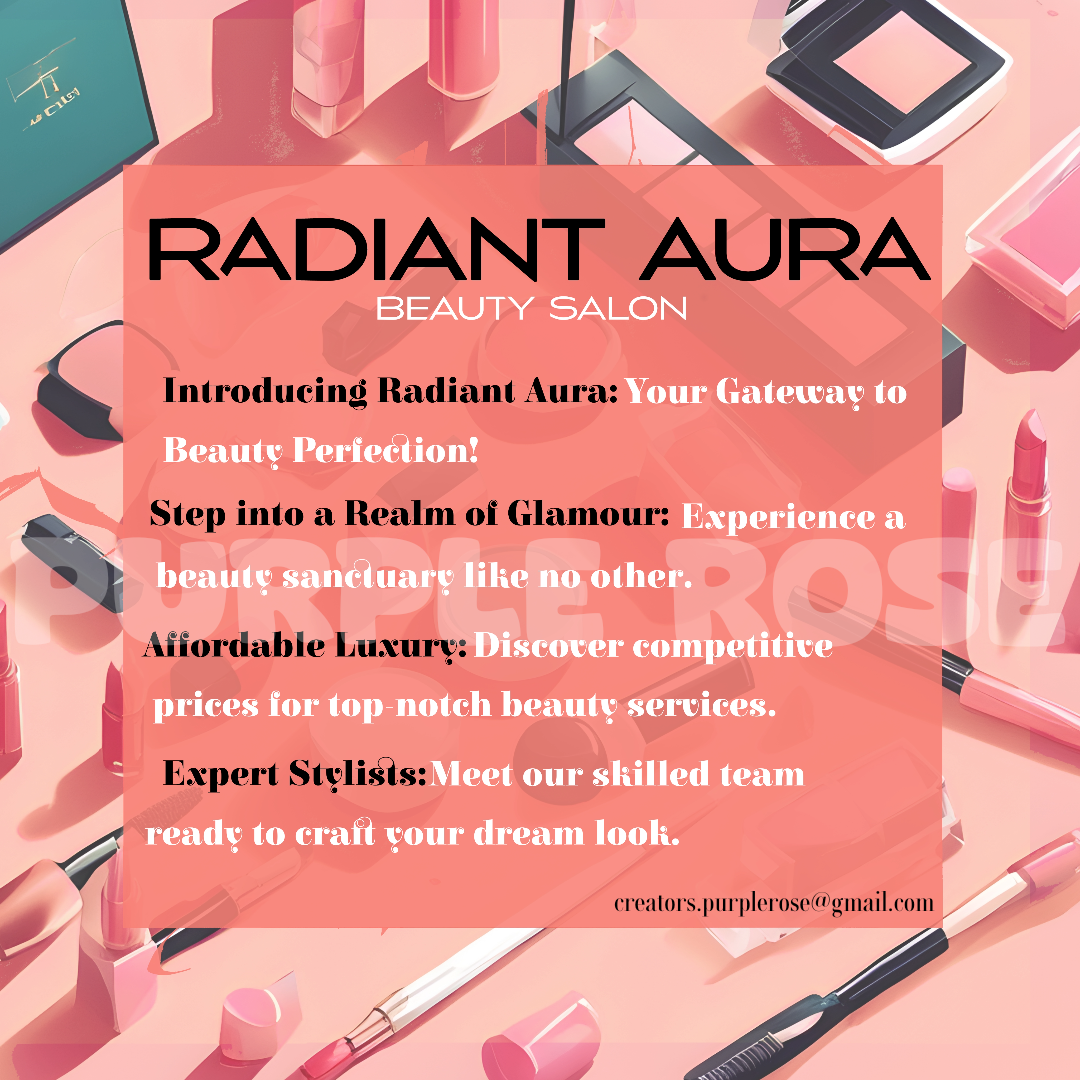 RADIANT AURA
BEAUTY SALON
Introducing Radiant Aura: Your Gateway to
Beauty Perfection!
Step into a Realm of Glamour: Experience a
beauty sanctuary like no other.
PURPLE ROSE
Affordable Luxury: Discover competitive
prices for top-notch beauty services.
Expert Stylists: Meet our skilled team
ready to craft your dream look.
creators.purplerose@gmail.com